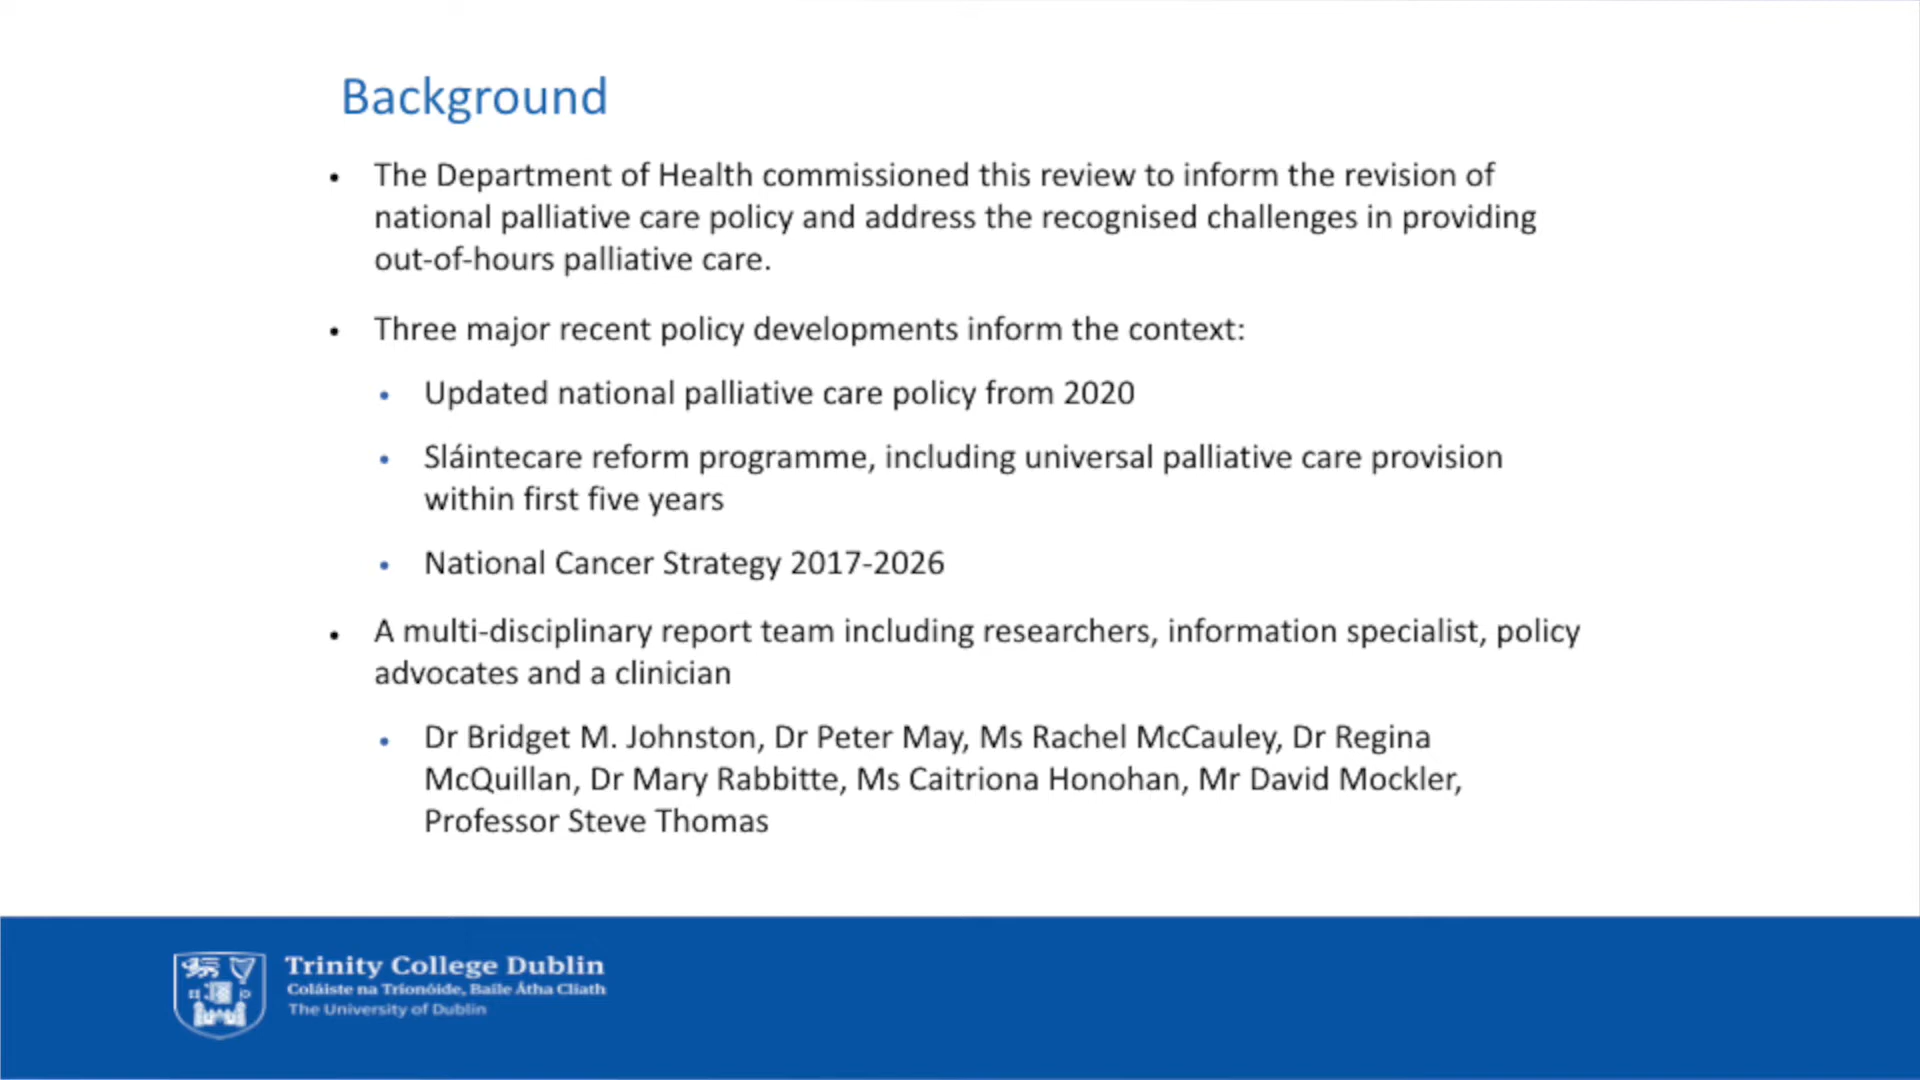 Background
• The Department of Health commissioned this review to inform the revision of
national palliative care policy and address the recognised challenges in providing
out-of-hours palliative care.
• Three major recent policy developments inform the context:
• Updated national palliative care policy from 2020
• Sláintecare reform programme, including universal palliative care provision
within first five years
• National Cancer Strategy 2017-2026
• A multi-disciplinary report team including researchers, information specialist, policy
advocates and a clinician
• Dr Bridget M. Johnston, Dr Peter May, Ms Rachel McCauley, Dr Regina
McQuillan, Dr Mary Rabbitte, Ms Caitriona Honohan, Mr David Mockler,
Professor Steve Thomas
Trinity College Dublin
Coláiste na Tríonóide, Baile Átha Cliath
The University of Dublin